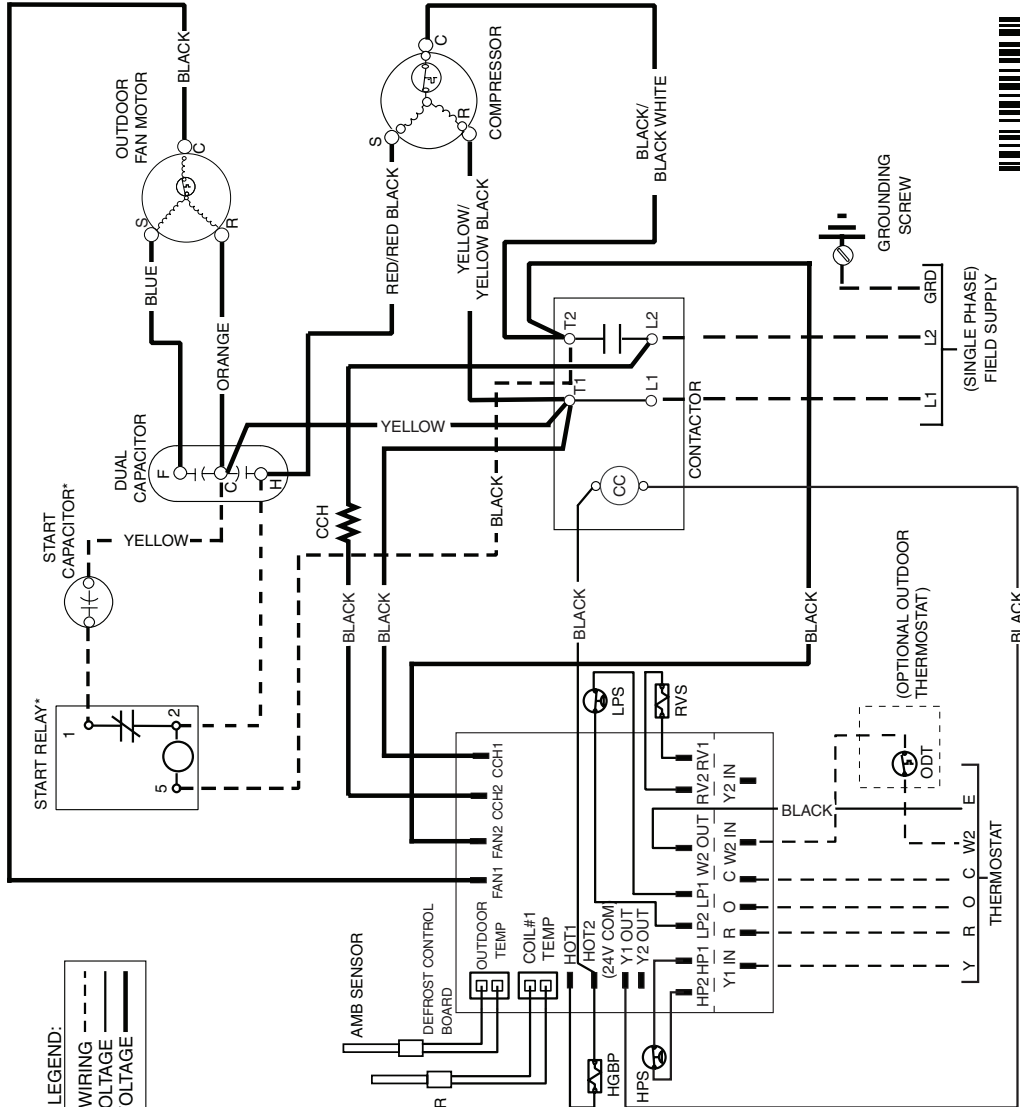 OUTDOOR
FAN MOTOR
BLACK
C
S
R
BLUE
ORANGE
COMPRESSOR
C
S
R
RED/RED BLACK
YELLOW/
YELLOW BLACK
BLACK/
BLACK WHITE
GROUNDING
SCREW
GRD
L2
L1
(SINGLE PHASE)
FIELD SUPPLY
DUAL
CAPACITOR
F
C
H
START
CAPACITOR*
YELLOW
YELLOW
START RELAY*
1
2
5
CCH
BLACK
BLACK
BLACK
T2
T1
L2
L1
CONTACTOR
CC
BLACK
BLACK
BLACK
FAN1
FAN2
CCH2
CCH1
LPS
RVS
(OPTIONAL OUTDOOR
THERMOSTAT)
ODT
BLACK
LEGEND:
WIRING
OLTAGE
OLTAGE
AMB SENSOR
DEFROST CONTROL
BOARD
R
OUTDOOR
TEMP
COIL#1
TEMP
HOT1
HOT2
(24V COM)
Y1 OUT
Y2 OUT
HGBP
HPS
HP2
HP1
LP2
LP1
W2 OUT
RV2
RV1
Y1 IN
R
O
C
W2 IN
Y2 IN
Y
R
O
C
W2
E
THERMOSTAT